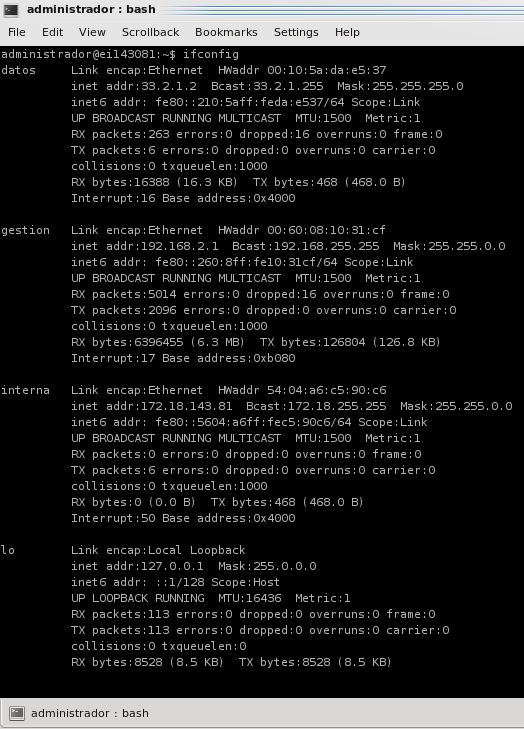 administrador : bash
File Edit View Scrollback Bookmarks Settings Help
administrador@ei143081:~$ ifconfig
datos Link encap:Ethernet HWaddr 00:10:5a:da:e5:37
inet addr:33.2.1.2 Bcast:33.2.1.255 Mask:255.255.255.0
inet6 addr: fe80::210:5aff:feda:e537/64 Scope:Link
UP BROADCAST RUNNING MULTICAST MTU:1500 Metric:1
RX packets:263 errors:0 dropped:16 overruns:0 frame:0
TX packets:6 errors:0 dropped:0 overruns:0 carrier:0
collisions:0 txqueuelen:1000
RX bytes:16388 (16.3 KB) TX bytes:468 (468.0 B)
Interrupt:16 Base address:0x4000
gestion Link encap:Ethernet HWaddr 00:60:08:10:31:cf
inet addr:192.168.2.1 Bcast:192.168.255.255 Mask:255.255.0.0
inet6 addr: fe80::260:8ff:fe10:31cf/64 Scope:Link
UP BROADCAST RUNNING MULTICAST MTU:1500 Metric:1
RX packets:5014 errors:0 dropped:16 overruns:0 frame:0
TX packets:2096 errors:0 dropped:0 overruns:0 carrier:0
collisions:0 txqueuelen:1000
RX bytes:6396455 (6.3 MB) TX bytes:126804 (126.8 KB)
Interrupt:17 Base address:0xb080
interna Link encap:Ethernet HWaddr 54:04:a6:c5:90:c6
inet addr:172.18.143.81 Bcast:172.18.255.255 Mask:255.255.0.0
inet6 addr: fe80::5604:a6ff:fec5:90c6/64 Scope:Link
UP BROADCAST RUNNING MULTICAST MTU:1500 Metric:1
RX packets:0 errors:0 dropped:0 overruns:0 frame:0
TX packets:6 errors:0 dropped:0 overruns:0 carrier:0
collisions:0 txqueuelen:1000
RX bytes:0 (0.0 B) TX bytes:468 (468.0 B)
Interrupt:50 Base address:0x4000
lo Link encap:Local Loopback
inet addr:127.0.0.1 Mask:255.0.0.0
inet6 addr: ::1/128 Scope:Host
UP LOOPBACK RUNNING MTU:16436 Metric:1
RX packets:113 errors:0 dropped:0 overruns:0 frame:0
TX packets:113 errors:0 dropped:0 overruns:0 carrier:0
collisions:0 txqueuelen:0
RX bytes:8528 (8.5 KB) TX bytes:8528 (8.5 KB)
administrador : bash